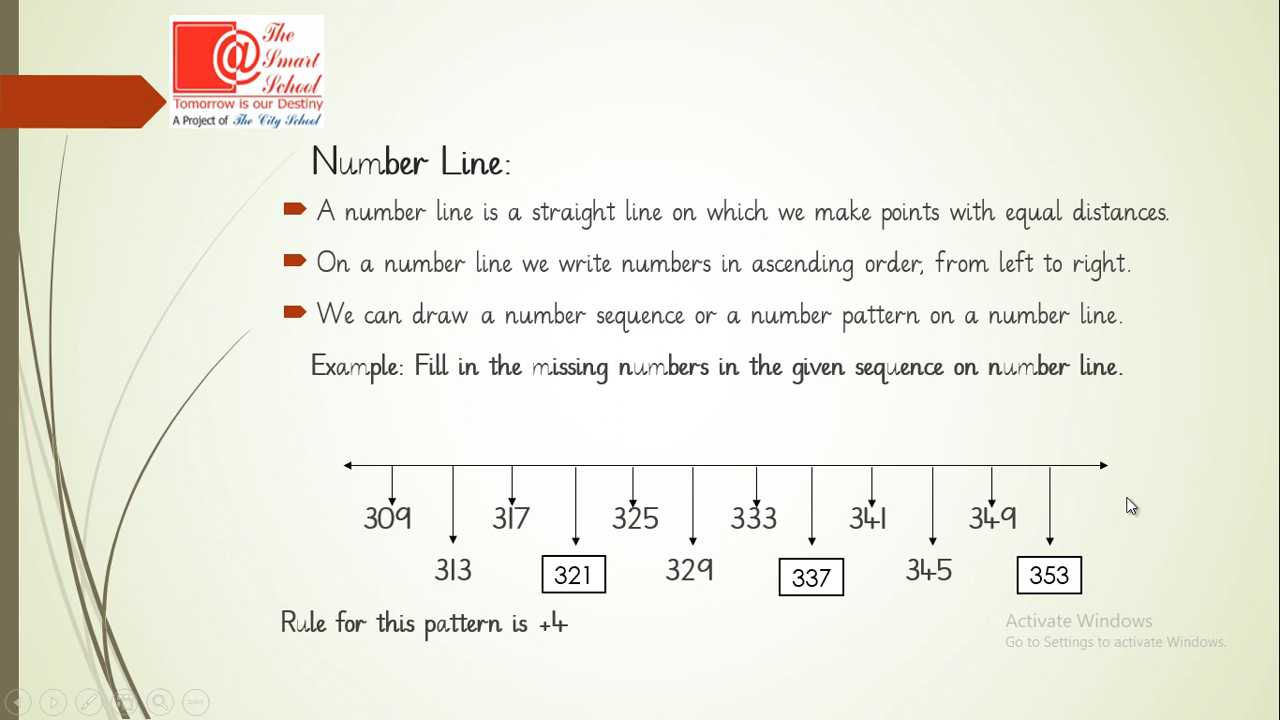 The
Smart
School
Tomorrow is our Destiny
A Project of The City School
Number Line:
A number line is a straight line on which we make points with equal distances.
On a number line we write numbers in ascending order, from left to right.
We can draw a number sequence or a number pattern on a number line.
Example: Fill in the missing numbers in the given sequence on number line.
309 317 325 333 341 349
313 321 329 337 345 353
Rule for this pattern is +4
Activate Windows
Go to Settings to activate Windows.